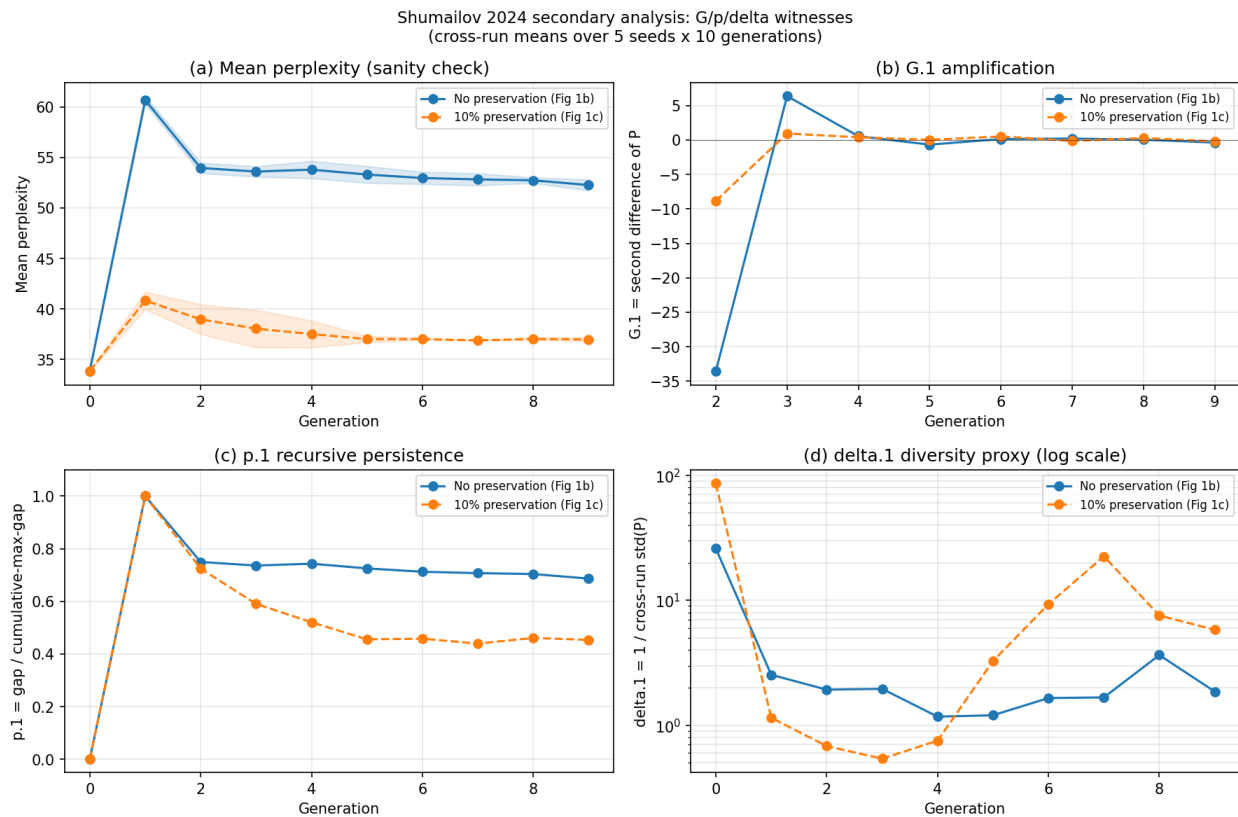 Shumailov 2024 secondary analysis: G/p/delta witnesses
(cross-run means over 5 seeds x 10 generations)
(a) Mean perplexity (sanity check)
No preservation (Fig 1b)
10% preservation (Fig 1c)
Mean perplexity
60
55
50
45
40
35
0
2
4
6
8
Generation
(b) G.1 amplification
No preservation (Fig 1b)
10% preservation (Fig 1c)
G.1 = second difference of P
5
0
−5
−10
−15
−20
−25
−30
−35
2
3
4
5
6
7
8
9
Generation
(c) p.1 recursive persistence
No preservation (Fig 1b)
10% preservation (Fig 1c)
p.1 = gap / cumulative-max-gap
1.0
0.8
0.6
0.4
0.2
0.0
0
2
4
6
8
Generation
(d) delta.1 diversity proxy (log scale)
No preservation (Fig 1b)
10% preservation (Fig 1c)
delta.1 = 1 / cross-run std(P)
10²
10¹
10⁰
0
2
4
6
8
Generation